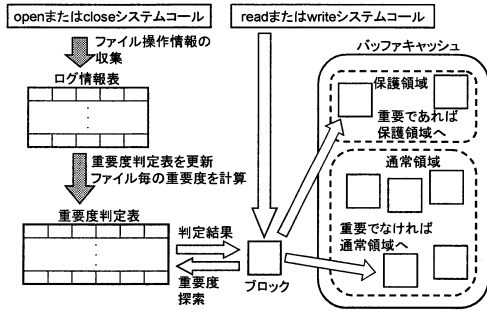 openまたはcloseシステムコール
readまたはwriteシステムコール
ファイル操作情報の
収集
ログ情報表
重要度判定表を更新
ファイル毎の重要度を計算
重要度判定表
判定結果
重要度
探索
ブロック
バッファキャッシュ
保護領域
重要であれば
保護領域へ
通常領域
重要でなければ
通常領域へ